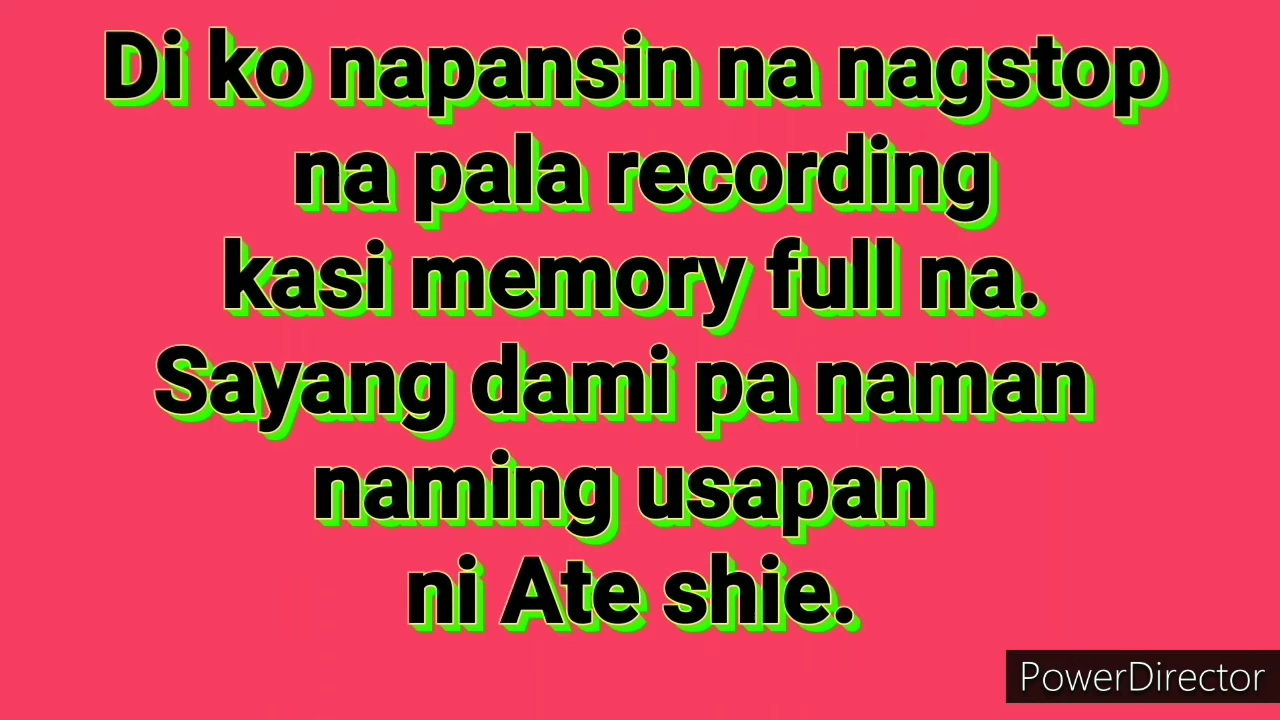 Di ko napansin na nagstop
na pala recording
kasi memory full na.
Sayang dami pa naman
naming usapan
ni Ate shie.
PowerDirector